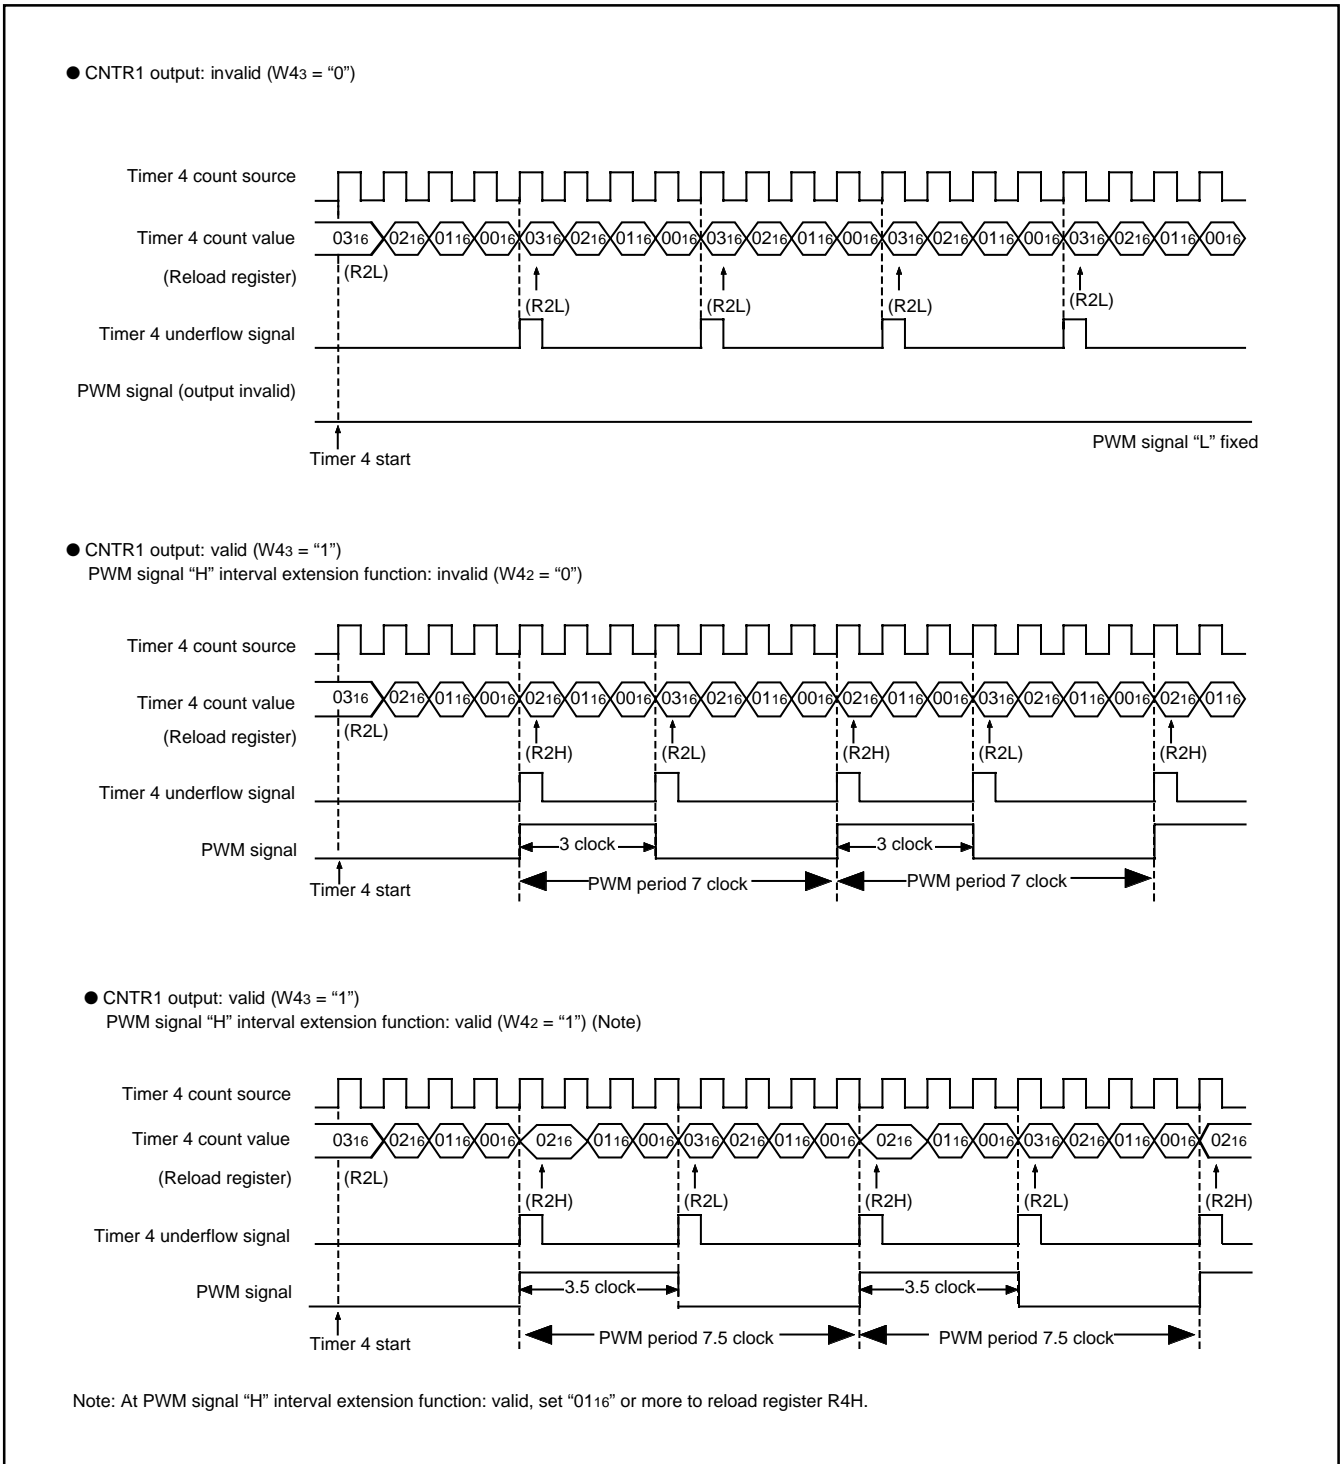 ● CNTR1 output: invalid (W43 = “0”)
Timer 4 count source
Timer 4 count value
0316 0216 0116 0016 0316 0216 0116 0016 0316 0216 0116 0016 0316 0216 0116 0016 0316 0216 0116 0016
(Reload register)
(R2L)
(R2L) (R2L) (R2L) (R2L)
Timer 4 underflow signal
PWM signal (output invalid)
PWM signal “L” fixed
Timer 4 start
● CNTR1 output: valid (W43 = “1”)
PWM signal “H” interval extension function: invalid (W42 = “0”)
Timer 4 count source
Timer 4 count value
0316 0216 0116 0016 0216 0116 0016 0316 0216 0116 0016 0216 0116 0016 0316 0216 0116 0016 0216 0116
(Reload register)
(R2L)
(R2H) (R2L) (R2H) (R2L) (R2H)
Timer 4 underflow signal
PWM signal
3 clock 3 clock
Timer 4 start
PWM period 7 clock PWM period 7 clock
● CNTR1 output: valid (W43 = “1”)
PWM signal “H” interval extension function: valid (W42 = “1”) (Note)
Timer 4 count source
Timer 4 count value
0316 0216 0116 0016 0216 0116 0016 0316 0216 0116 0016 0216 0116 0016 0316 0216 0116 0016 0216
(Reload register)
(R2L)
(R2H) (R2L) (R2H) (R2L) (R2H)
Timer 4 underflow signal
PWM signal
3.5 clock 3.5 clock
Timer 4 start
PWM period 7.5 clock PWM period 7.5 clock
Note: At PWM signal “H” interval extension function: valid, set “0116” or more to reload register R4H.